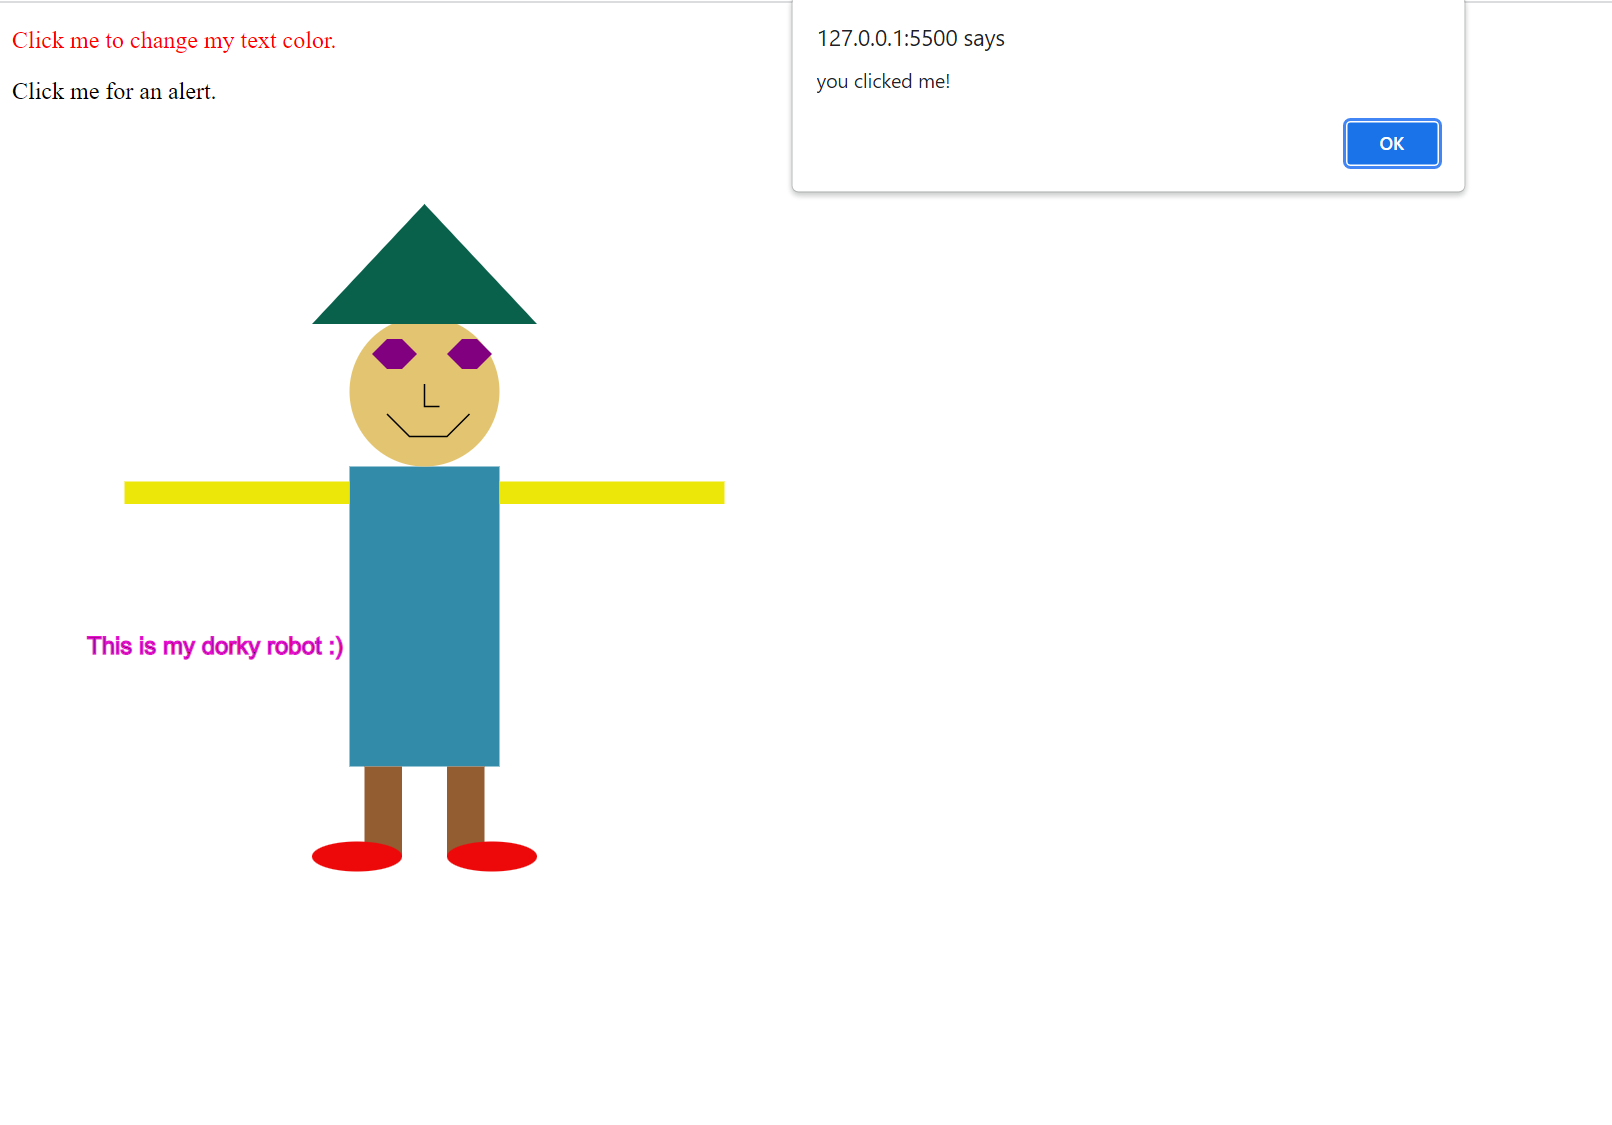 Click me to change my text color.
Click me for an alert.
127.0.0.1:5500 says
you clicked me!
OK
This is my dorky robot :)